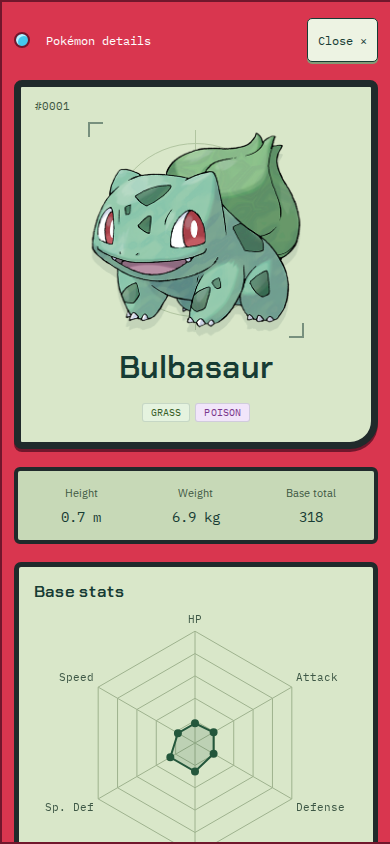 Pokémon details
Close ×
#0001
Bulbasaur
GRASS POISON
Height Weight Base total
0.7 m 6.9 kg 318
Base stats
HP
Speed Attack
Sp. Def Defense